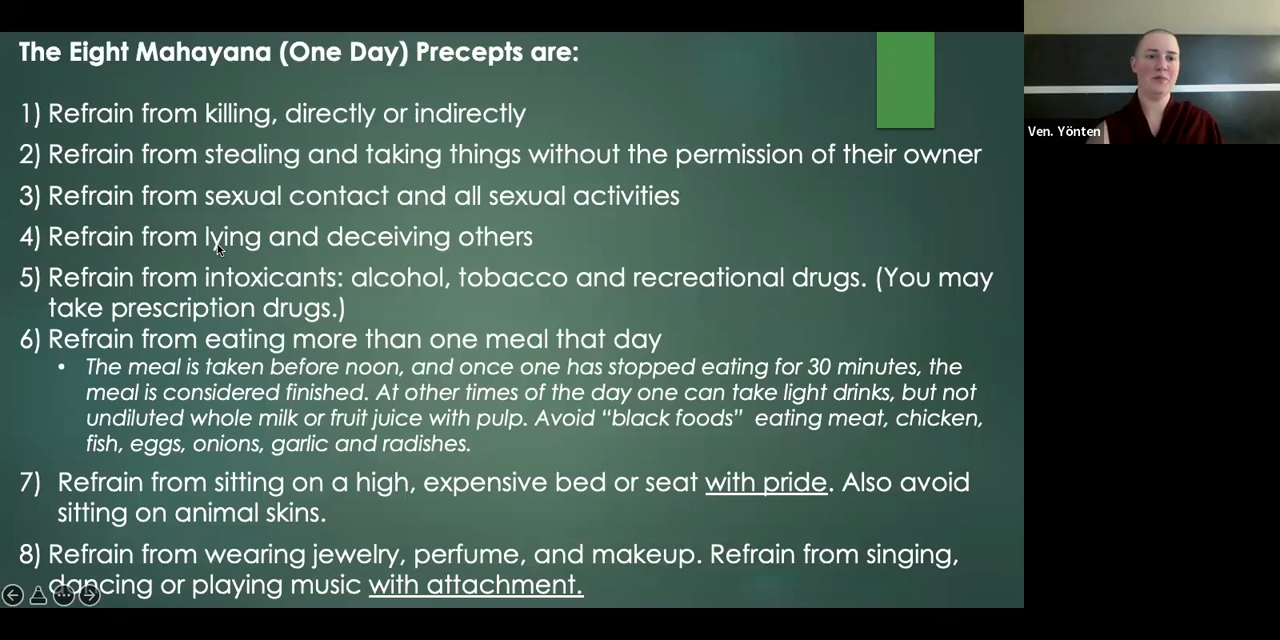 The Eight Mahayana (One Day) Precepts are:
1) Refrain from killing, directly or indirectly
2) Refrain from stealing and taking things without the permission of their owner
3) Refrain from sexual contact and all sexual activities
4) Refrain from lying and deceiving others
5) Refrain from intoxicants: alcohol, tobacco and recreational drugs. (You may
take prescription drugs.)
6) Refrain from eating more than one meal that day
• The meal is taken before noon, and once one has stopped eating for 30 minutes, the
meal is considered finished. At other times of the day one can take light drinks, but not
undiluted whole milk or fruit juice with pulp. Avoid “black foods” eating meat, chicken,
fish, eggs, onions, garlic and radishes.
7) Refrain from sitting on a high, expensive bed or seat with pride. Also avoid
sitting on animal skins.
8) Refrain from wearing jewelry, perfume, and makeup. Refrain from singing,
dancing or playing music with attachment.
Ven. Yönten